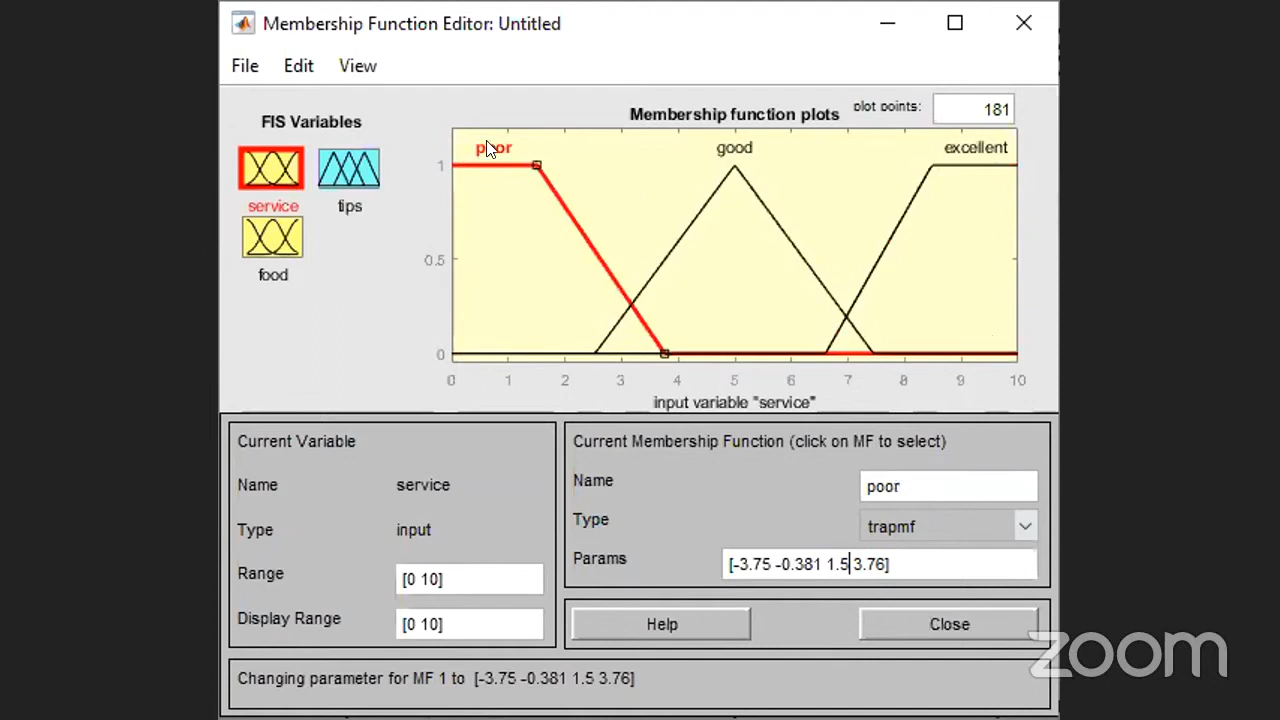 Membership Function Editor: Untitled
File Edit View
FIS Variables
service
tips
food
Membership function plots
plot points:
181
poor
good
excellent
1
0.5
0
0 1 2 3 4 5 6 7 8 9 10
input variable "service"
Current Variable
Name service
Type input
Range [0 10]
Display Range [0 10]
Current Membership Function (click on MF to select)
Name poor
Type trapmf
Params [-3.75 -0.381 1.5 3.76]
Help Close
Changing parameter for MF 1 to [-3.75 -0.381 1.5 3.76]
zoom